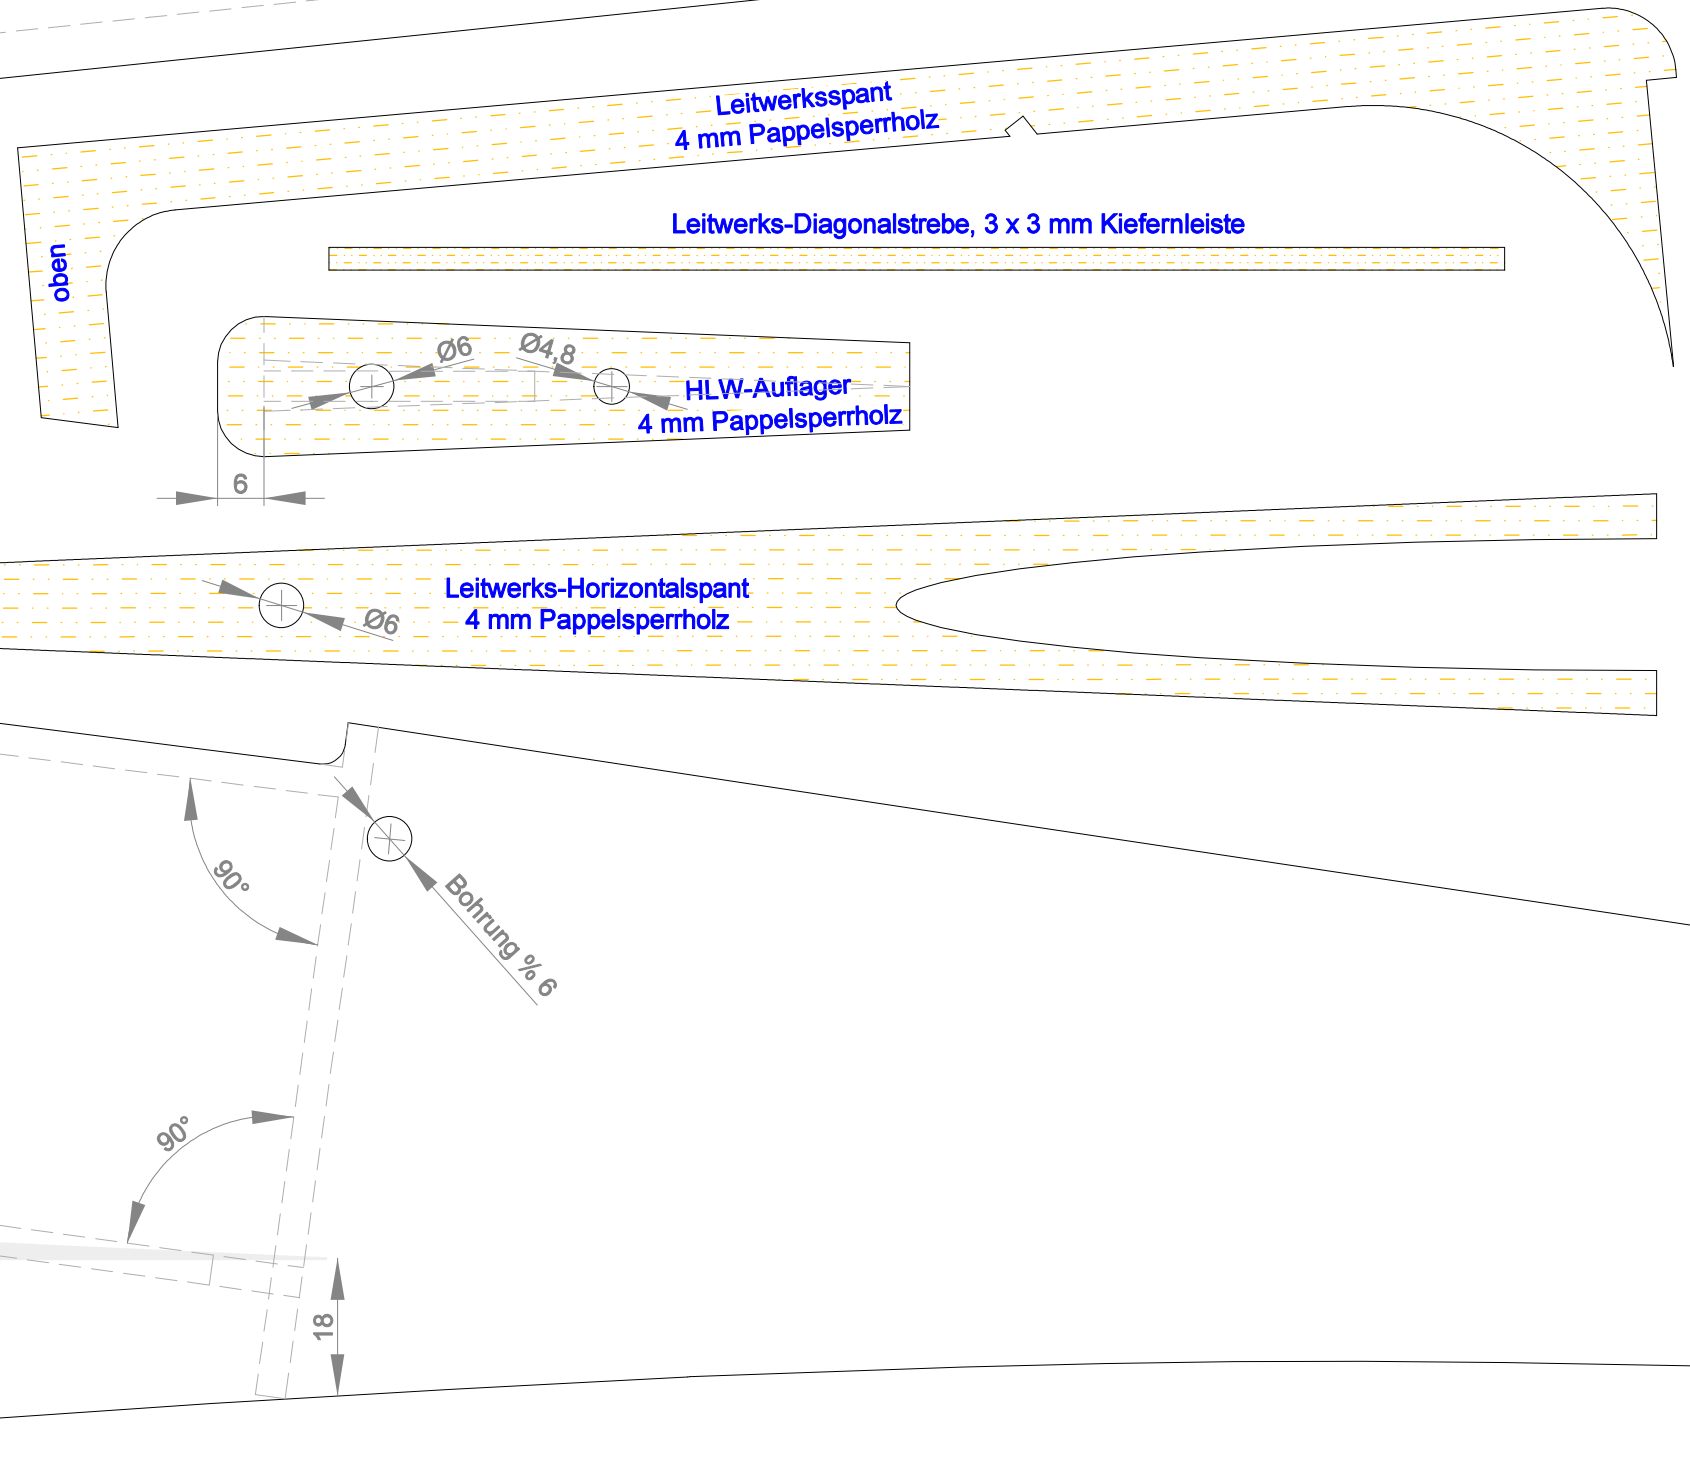 Leitwerksspant
4 mm Pappelsperrholz
oben
Leitwerks-Diagonalstrebe, 3 x 3 mm Kiefernleiste
Ø6
Ø4,8
HLW-Auflager
4 mm Pappelsperrholz
6
Leitwerks-Horizontalspant
4 mm Pappelsperrholz
Ø6
90°
Bohrung % 6
90°
18